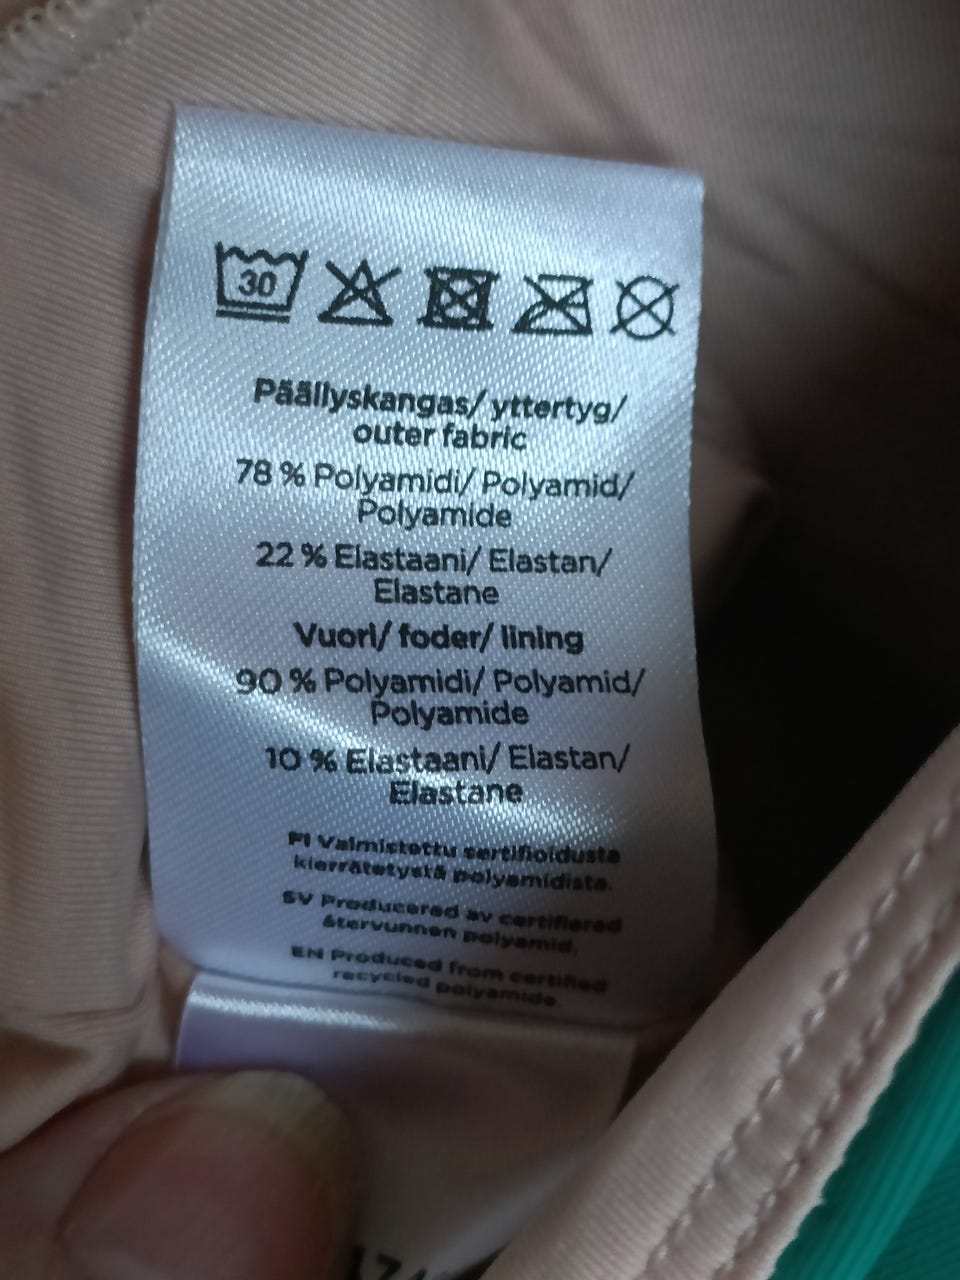 30
Päällyskangas/ yttertyg/
outer fabric
78 % Polyamidi/ Polyamid/
Polyamide
22 % Elastaani/ Elastan/
Elastane
Vuori/ foder/ lining
90 % Polyamidi/ Polyamid/
Polyamide
10 % Elastaani/ Elastan/
Elastane
FI Valmistettu sertifioidusta
kierrätetystä polyamidista.
SV Producerad av certifierad
återvunnen polyamid.
EN Produced from certified
recycled polyamide.